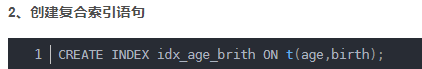 2、创建复合索引语句
1 CREATE INDEX idx_age_brith ON t(age,birth);